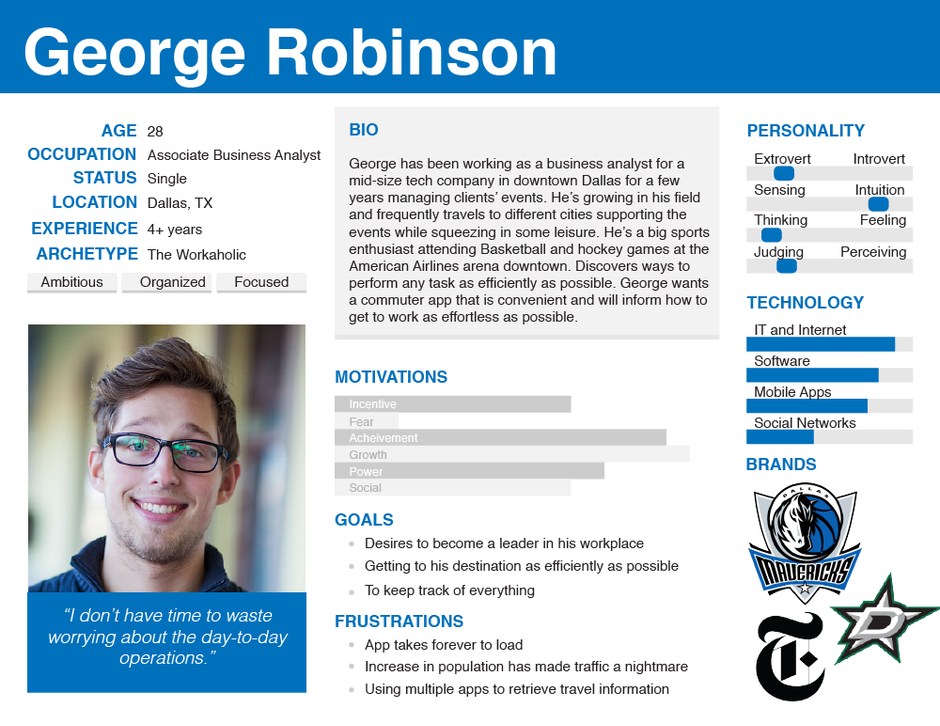 George Robinson
AGE 28
OCCUPATION Associate Business Analyst
STATUS Single
LOCATION Dallas, TX
EXPERIENCE 4+ years
ARCHETYPE The Workaholic
Ambitious Organized Focused
“I don’t have time to waste
worrying about the day-to-day
operations.”
BIO
George has been working as a business analyst for a
mid-size tech company in downtown Dallas for a few
years managing clients’ events. He’s growing in his field
and frequently travels to different cities supporting the
events while squeezing in some leisure. He’s a big sports
enthusiast attending Basketball and hockey games at the
American Airlines arena downtown. Discovers ways to
perform any task as efficiently as possible. George wants
a commuter app that is convenient and will inform how to
get to work as effortless as possible.
MOTIVATIONS
Incentive
Fear
Acheivement
Growth
Power
Social
GOALS
Desires to become a leader in his workplace
Getting to his destination as efficiently as possible
To keep track of everything
FRUSTRATIONS
App takes forever to load
Increase in population has made traffic a nightmare
Using multiple apps to retrieve travel information
PERSONALITY
Extrovert Introvert
Sensing Intuition
Thinking Feeling
Judging Perceiving
TECHNOLOGY
IT and Internet
Software
Mobile Apps
Social Networks
BRANDS
DALLAS
MAVERICKS
D
T